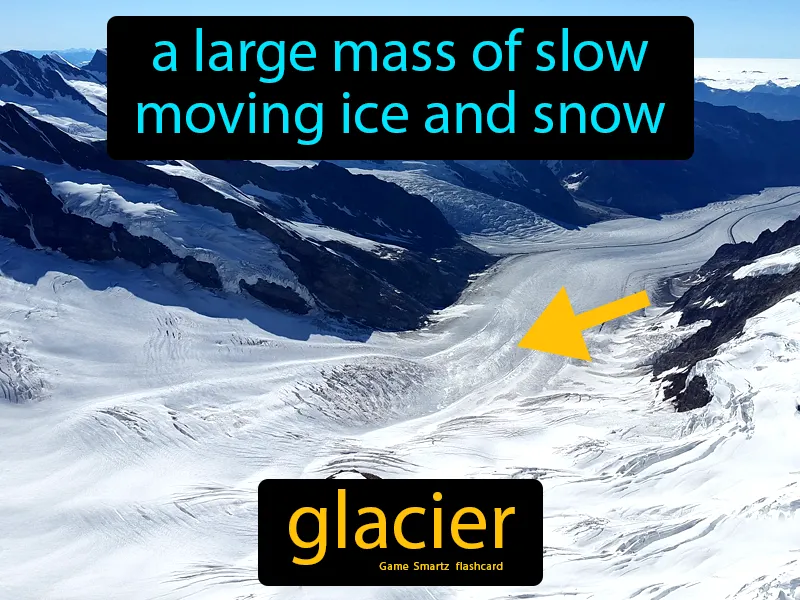 a large mass of slow
moving ice and snow
glacier
Game Smartz flashcard